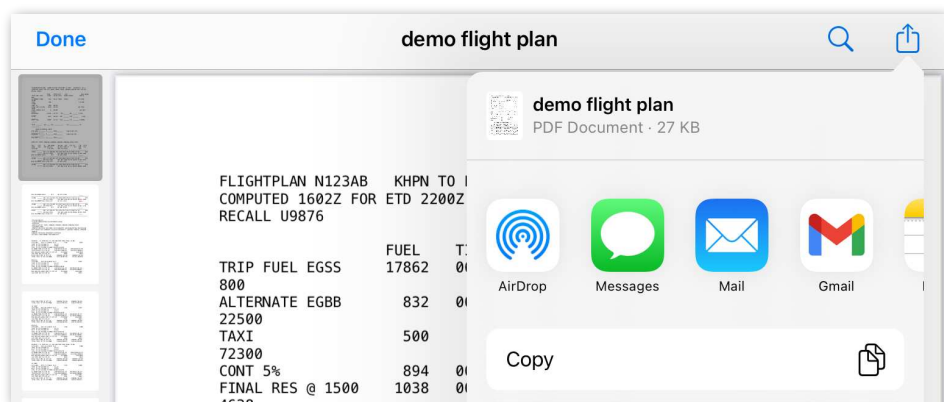 Done
demo flight plan
demo flight plan
PDF Document · 27 KB
FLIGHTPLAN N123AB KHPN TO
COMPUTED 1602Z FOR ETD 2200Z
RECALL U9876
FUEL
TRIP FUEL EGSS 17862
800
ALTERNATE EGBB 832
22500
TAXI 500
72300
CONT 5% 894
FINAL RES @ 1500 1038
AirDrop
Messages
Mail
Gmail
Copy